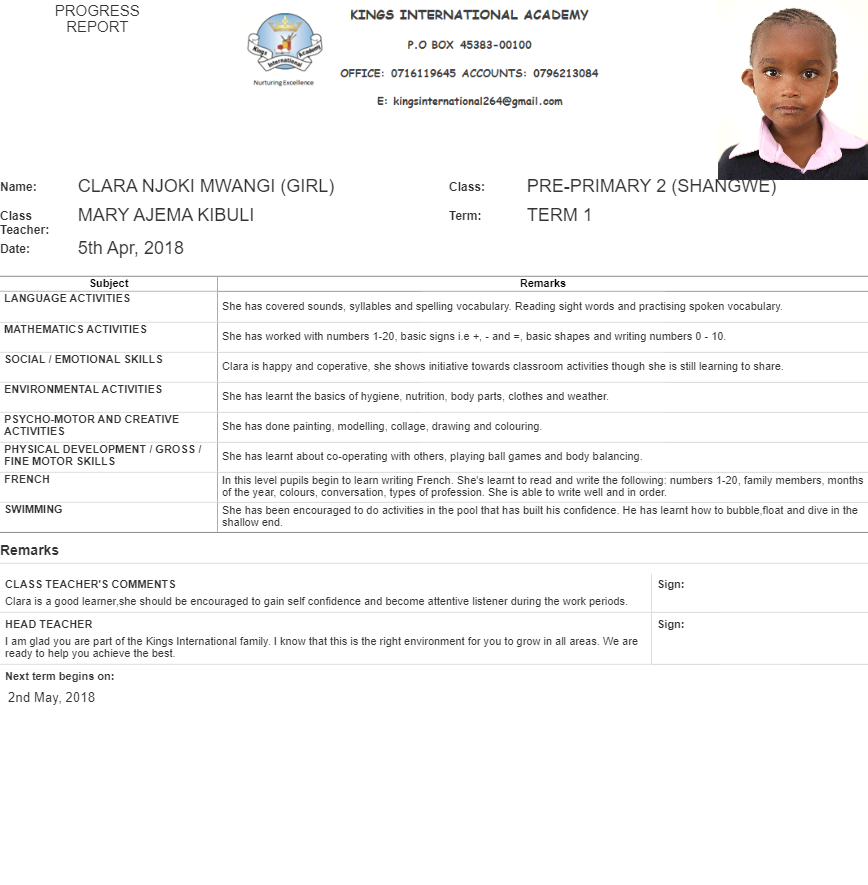 PROGRESS
REPORT
Kings International Academy
Nurturing Excellence
KINGS INTERNATIONAL ACADEMY
P.O BOX 45383-00100
OFFICE: 0716119645 ACCOUNTS: 0796213084
E: kingsinternational264@gmail.com
Name: CLARA NJOKI MWANGI (GIRL) Class: PRE-PRIMARY 2 (SHANGWE)
Class Teacher: MARY AJEMA KIBULI Term: TERM 1
Date: 5th Apr, 2018
Subject Remarks
LANGUAGE ACTIVITIES
She has covered sounds, syllables and spelling vocabulary. Reading sight words and practising spoken vocabulary.
MATHEMATICS ACTIVITIES
She has worked with numbers 1-20, basic signs i.e +, - and =, basic shapes and writing numbers 0 - 10.
SOCIAL / EMOTIONAL SKILLS
Clara is happy and coperative, she shows initiative towards classroom activities though she is still learning to share.
ENVIRONMENTAL ACTIVITIES
She has learnt the basics of hygiene, nutrition, body parts, clothes and weather.
PSYCHO-MOTOR AND CREATIVE
ACTIVITIES
She has done painting, modelling, collage, drawing and colouring.
PHYSICAL DEVELOPMENT / GROSS /
FINE MOTOR SKILLS
She has learnt about co-operating with others, playing ball games and body balancing.
FRENCH
In this level pupils begin to learn writing French. She's learnt to read and write the following: numbers 1-20, family members, months
of the year, colours, conversation, types of profession. She is able to write well and in order.
SWIMMING
She has been encouraged to do activities in the pool that has built his confidence. He has learnt how to bubble,float and dive in the
shallow end.
Remarks
CLASS TEACHER'S COMMENTS
Clara is a good learner,she should be encouraged to gain self confidence and become attentive listener during the work periods.
Sign:
HEAD TEACHER
I am glad you are part of the Kings International family. I know that this is the right environment for you to grow in all areas. We are
ready to help you achieve the best.
Sign:
Next term begins on:
2nd May, 2018